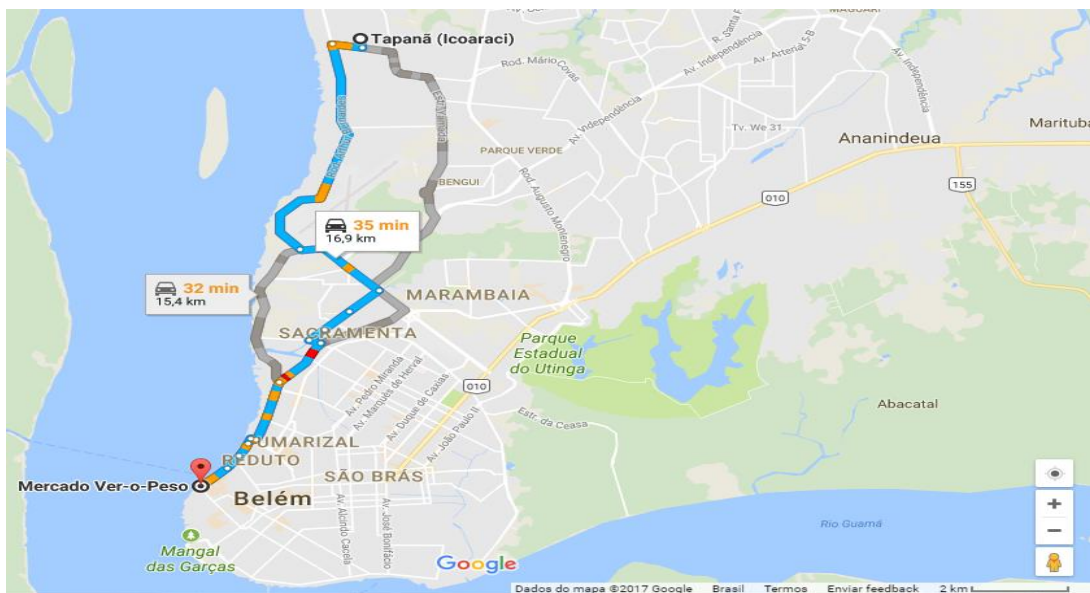 MAGUARI
Tapanã (Icoaraci)
R. Santa F
Av. Independência
Av. Arterial
5-B
Rod. Mário Covas
Av. Independência
Estr. Yamada
Av. Independência
Tv. We 31
Ananindeua
Marituba
PARQUE VERDE
155
BENGUI
010
Rod. Augusto Montenegro
35 min
16,9 km
32 min
15,4 km
MARAMBAIA
SACRAMENTA
Parque
Estadual
do Utinga
Av. Pedro Miranda
Av. Marquês de Herval
Av. Duque de Caxias
010
Av. João Paulo II
Abacatal
Estr. da Ceasa
UMARIZAL
REDUTO
SÃO BRÁS
Mercado Ver-o-Peso
Belém
Av. Alcindo Cacela
Av. José Bonifácio
Rio Guamá
Mangal
das Garças
Google
Dados do mapa ©2017 Google Brasil Termos Enviar feedback 2 km